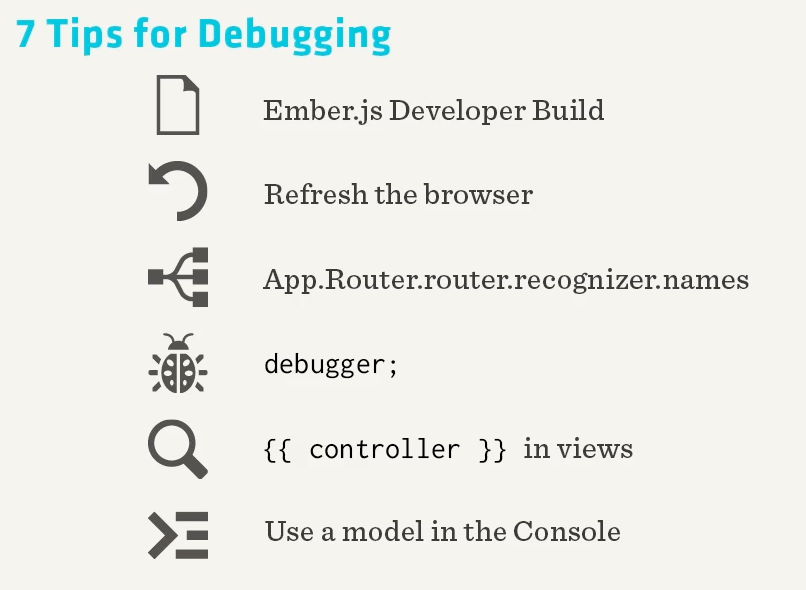 7 Tips for Debugging
Ember.js Developer Build
Refresh the browser
App.Router.router.recognizer.names
debugger;
{{ controller }} in views
Use a model in the Console